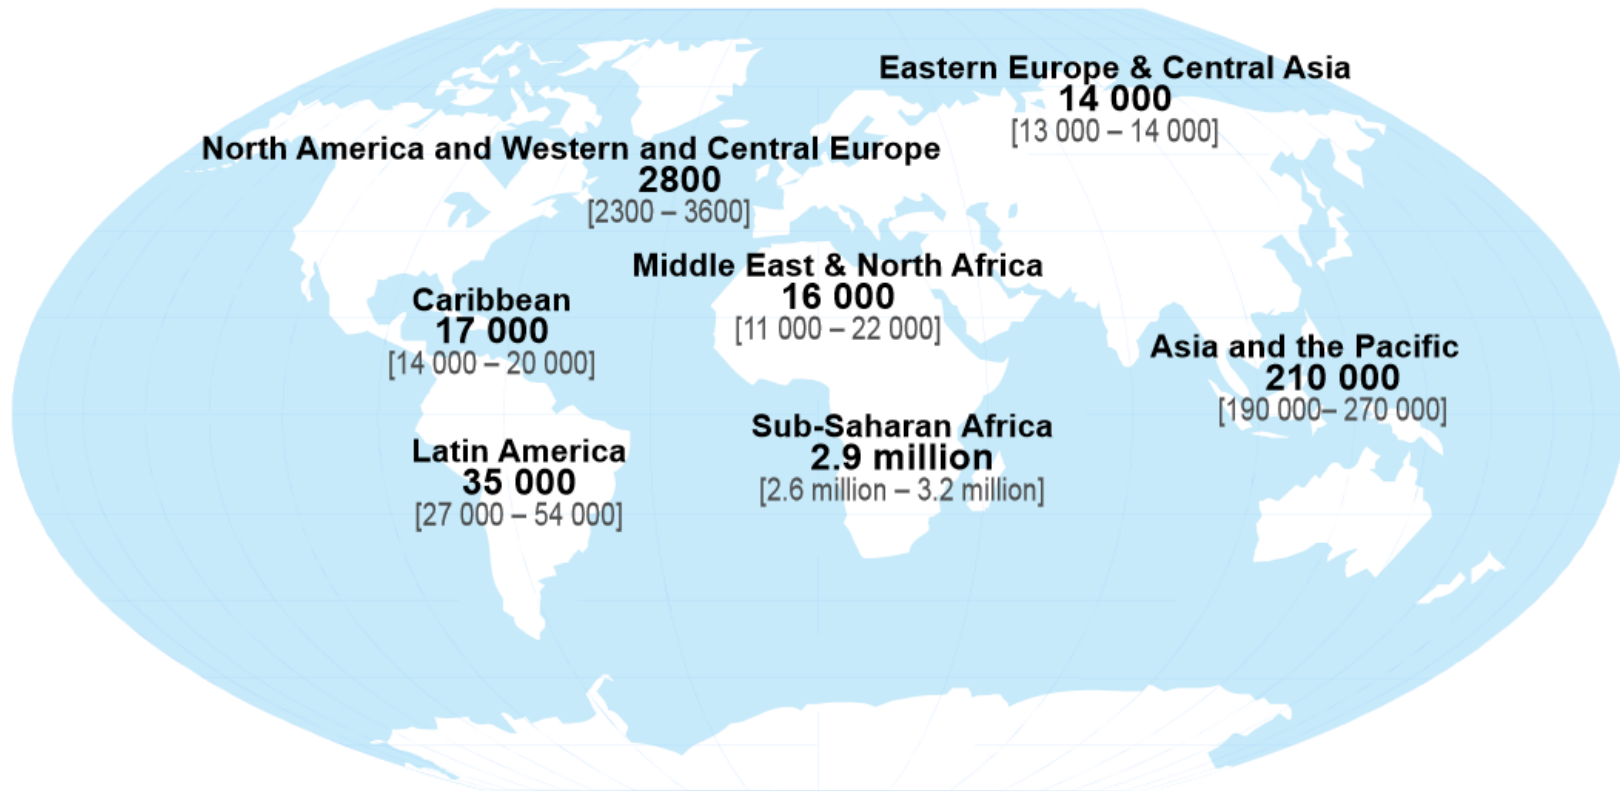 Eastern Europe & Central Asia
14 000
[13 000 – 14 000]
North America and Western and Central Europe
2800
[2300 – 3600]
Middle East & North Africa
16 000
[11 000 – 22 000]
Caribbean
17 000
[14 000 – 20 000]
Asia and the Pacific
210 000
[190 000– 270 000]
Sub-Saharan Africa
2.9 million
[2.6 million – 3.2 million]
Latin America
35 000
[27 000 – 54 000]